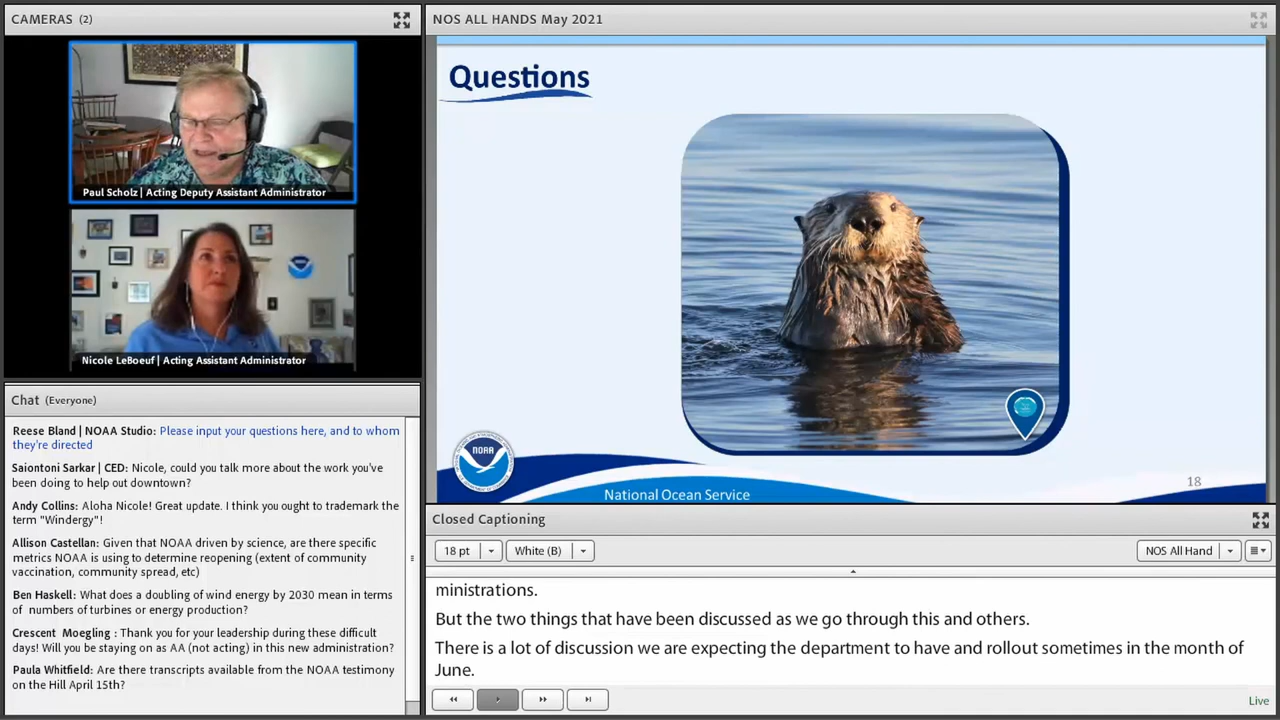 CAMERAS (2)
Paul Scholz | Acting Deputy Assistant Administrator
Nicole LeBoeuf | Acting Assistant Administrator
Chat (Everyone)
Reese Bland | NOAA Studio: Please input your questions here, and to whom
they're directed
Saiontoni Sarkar | CED: Nicole, could you talk more about the work you've
been doing to help out downtown?
Andy Collins: Aloha Nicole! Great update. I think you ought to trademark the
term "Windergy"!
Allison Castellan: Given that NOAA driven by science, are there specific
metrics NOAA is using to determine reopening (extent of community
vaccination, community spread, etc)
Ben Haskell: What does a doubling of wind energy by 2030 mean in terms
of numbers of turbines or energy production?
Crescent Moegling : Thank you for your leadership during these difficult
days! Will you be staying on as AA (not acting) in this new administration?
Paula Whitfield: Are there transcripts available from the NOAA testimony
on the Hill April 15th?
NOS ALL HANDS May 2021
Questions
NOAA
National Ocean Service
18
Closed Captioning
18 pt
White (B)
NOS All Hand
ministrations.
But the two things that have been discussed as we go through this and others.
There is a lot of discussion we are expecting the department to have and rollout sometimes in the month of
June.
Live